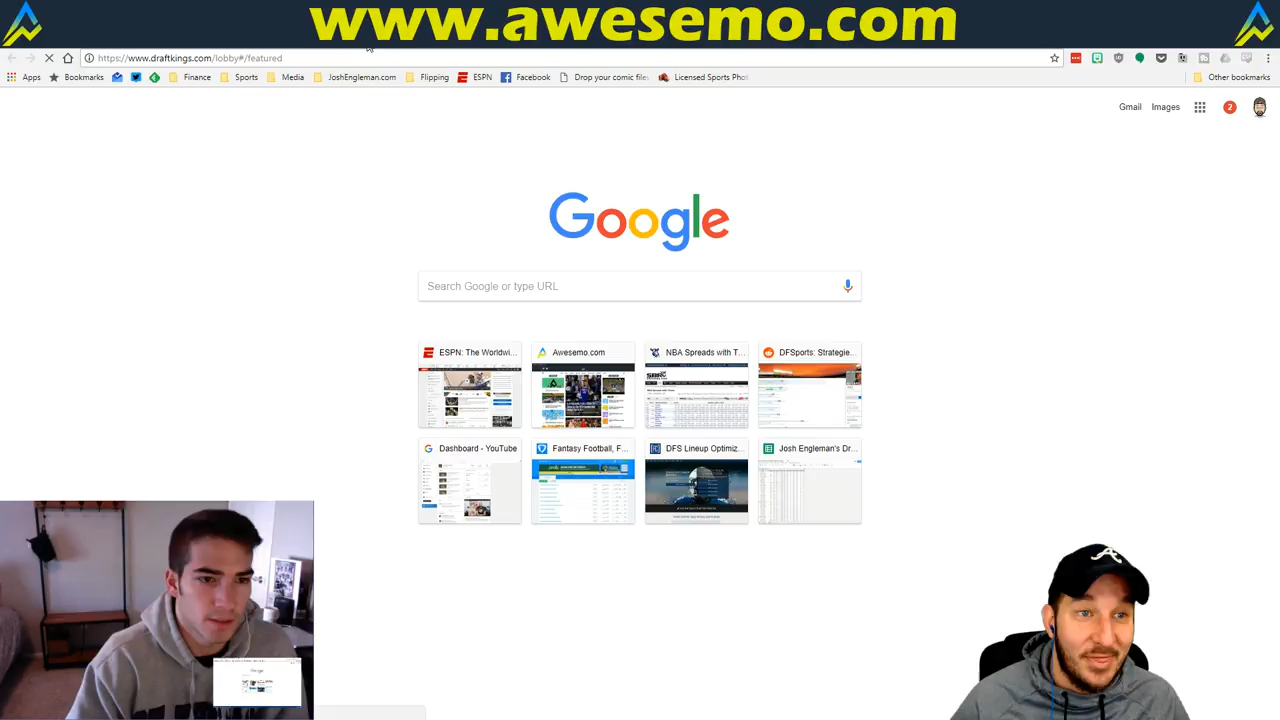 www.awesemo.com
https://www.draftkings.com/lobby#/featured
Apps Bookmarks Finance Sports Media JoshEngleman.com Flipping ESPN Facebook Drop your comic files Licensed Sports Phot Other bookmarks
Gmail Images 2
Google
Search Google or type URL
ESPN: The Worldwi... Awesemo.com NBA Spreads with T... DFSports: Strategie...
Dashboard - YouTube Fantasy Football, F... DFS Lineup Optimiz... Josh Engleman's Dr...